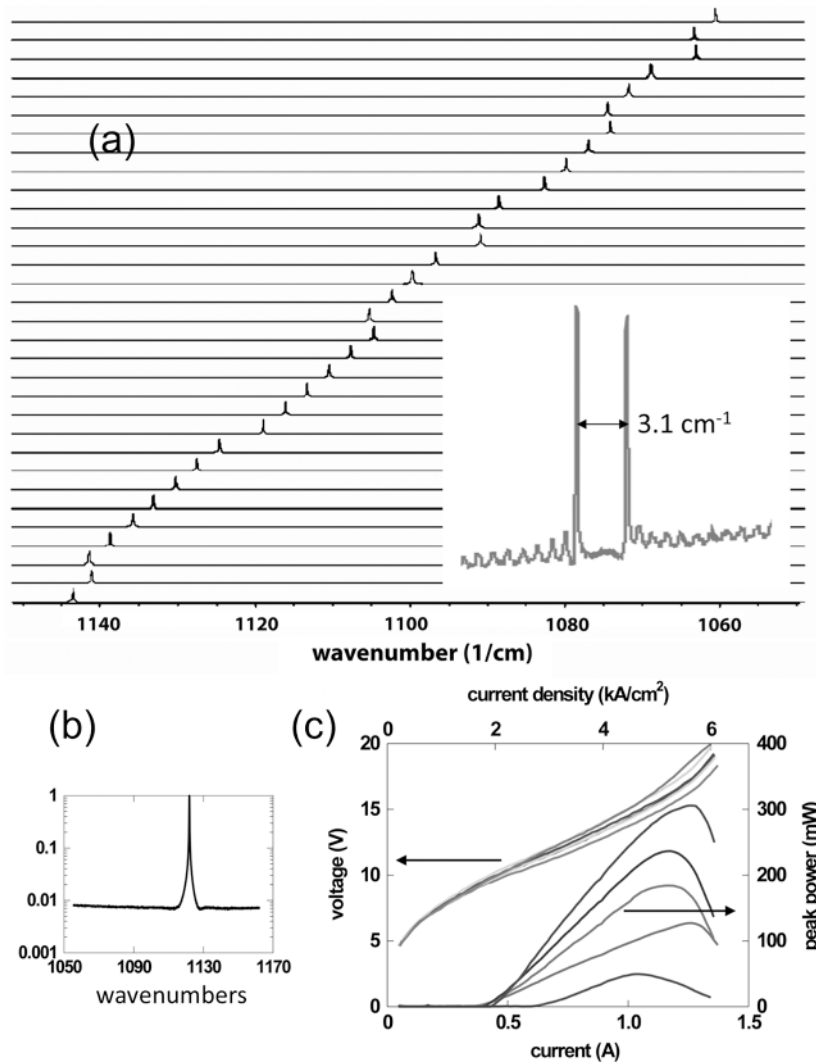 (a)
3.1 cm⁻¹
1140 1120 1100 1080 1060
wavenumber (1/cm)
(b)
1
0.1
0.01
0.001
1050 1090 1130 1170
wavenumbers
(c)
current density (kA/cm²)
0 2 4 6
20
15
10
5
0
voltage (V)
400
300
200
100
0
peak power (mW)
0.5 1.0 1.5
current (A)